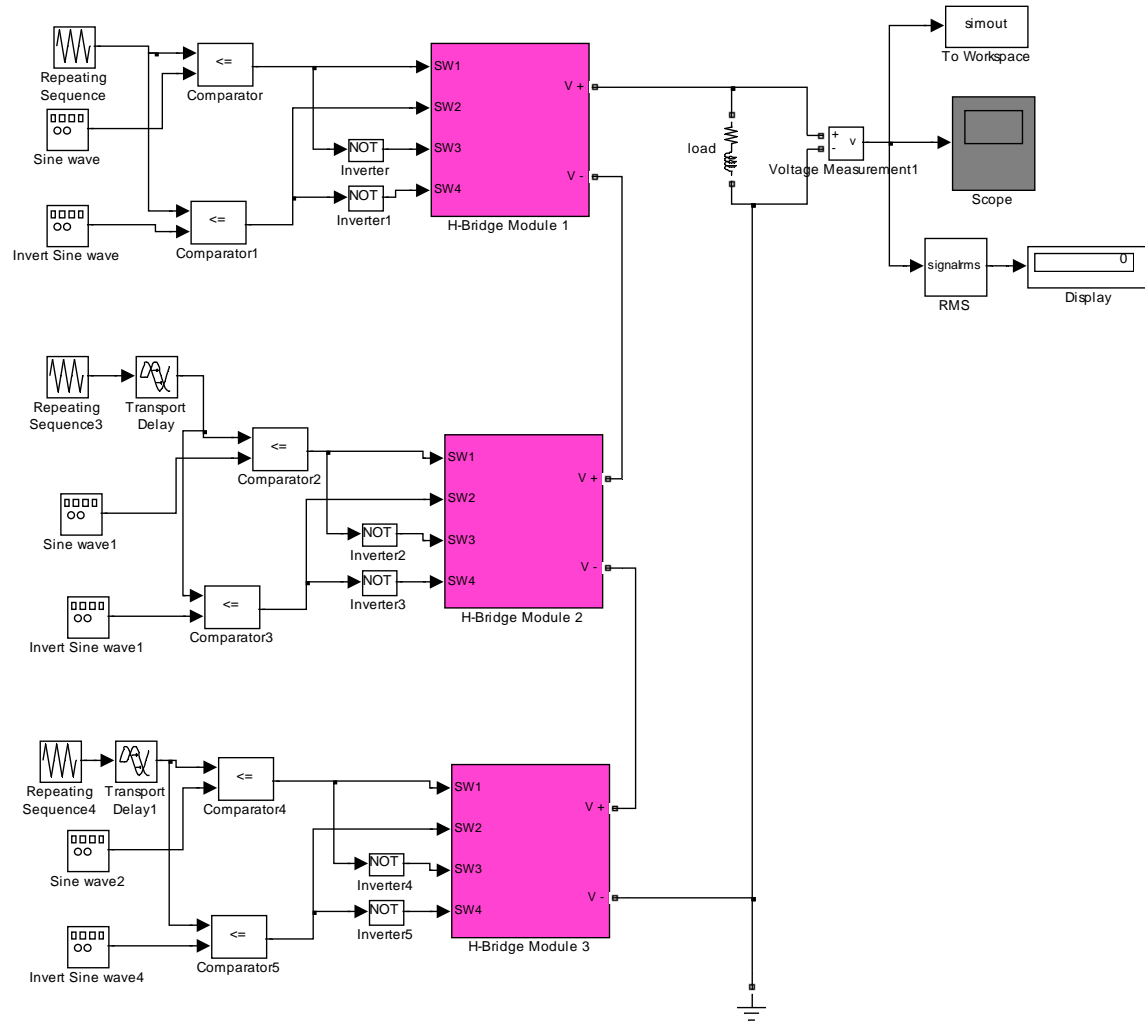 Repeating
Sequence
Sine wave
Invert Sine wave
<=
Comparator
<=
Comparator1
NOT
Inverter
NOT
Inverter1
SW1
SW2
SW3
SW4
V +
V -
H-Bridge Module 1
load
+
-
v
Voltage Measurement1
simout
To Workspace
Scope
signalrms
RMS
0
Display
Repeating
Sequence3
Transport
Delay
Sine wave1
Invert Sine wave1
<=
Comparator2
<=
Comparator3
NOT
Inverter2
NOT
Inverter3
SW1
SW2
SW3
SW4
V +
V -
H-Bridge Module 2
Repeating
Sequence4
Transport
Delay1
Sine wave2
Invert Sine wave4
<=
Comparator4
<=
Comparator5
NOT
Inverter4
NOT
Inverter5
SW1
SW2
SW3
SW4
V +
V -
H-Bridge Module 3